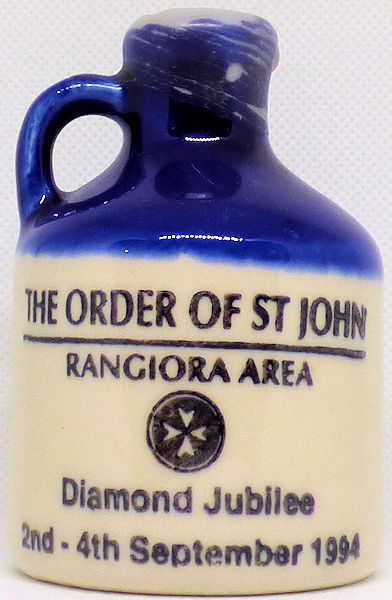 THE ORDER OF ST JOHN
RANGIORA AREA
Diamond Jubilee
2nd - 4th September 1994